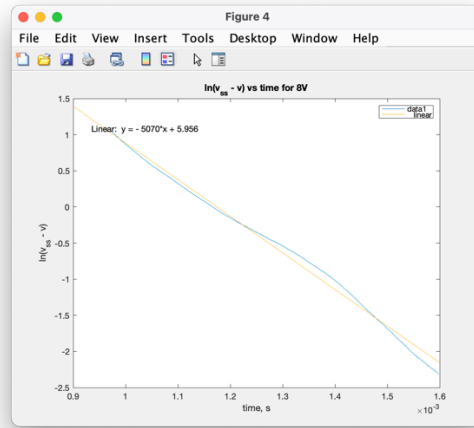 Figure 4
File Edit View Insert Tools Desktop Window Help
ln(v_ss - v) vs time for 8V
data1
linear
Linear: y = - 5070*x + 5.956
ln(v_ss - v)
1.5
1
0.5
0
-0.5
-1
-1.5
-2
-2.5
0.9 1 1.1 1.2 1.3 1.4 1.5 1.6
×10^-3
time, s